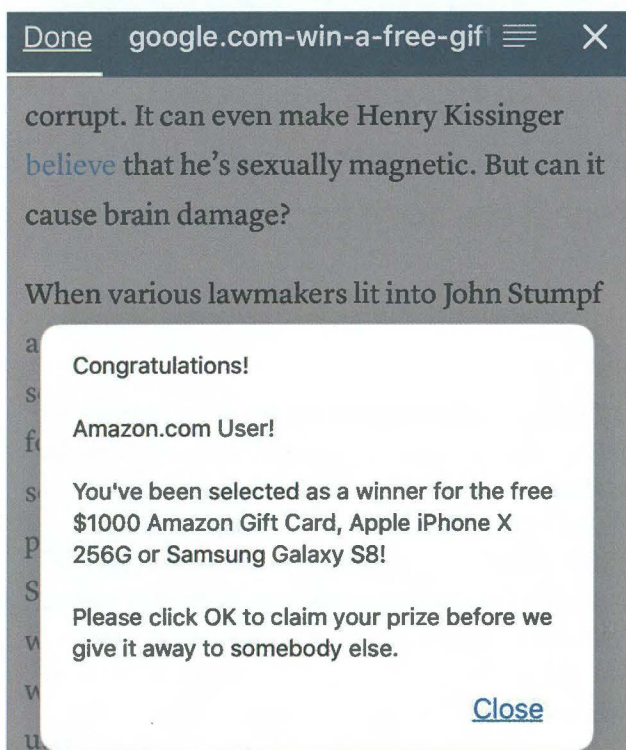 Done google.com-win-a-free-gif
corrupt. It can even make Henry Kissinger
believe that he's sexually magnetic. But can it
cause brain damage?
When various lawmakers lit into John Stumpf
Congratulations!
Amazon.com User!
You've been selected as a winner for the free
$1000 Amazon Gift Card, Apple iPhone X
256G or Samsung Galaxy S8!
Please click OK to claim your prize before we
give it away to somebody else.
Close